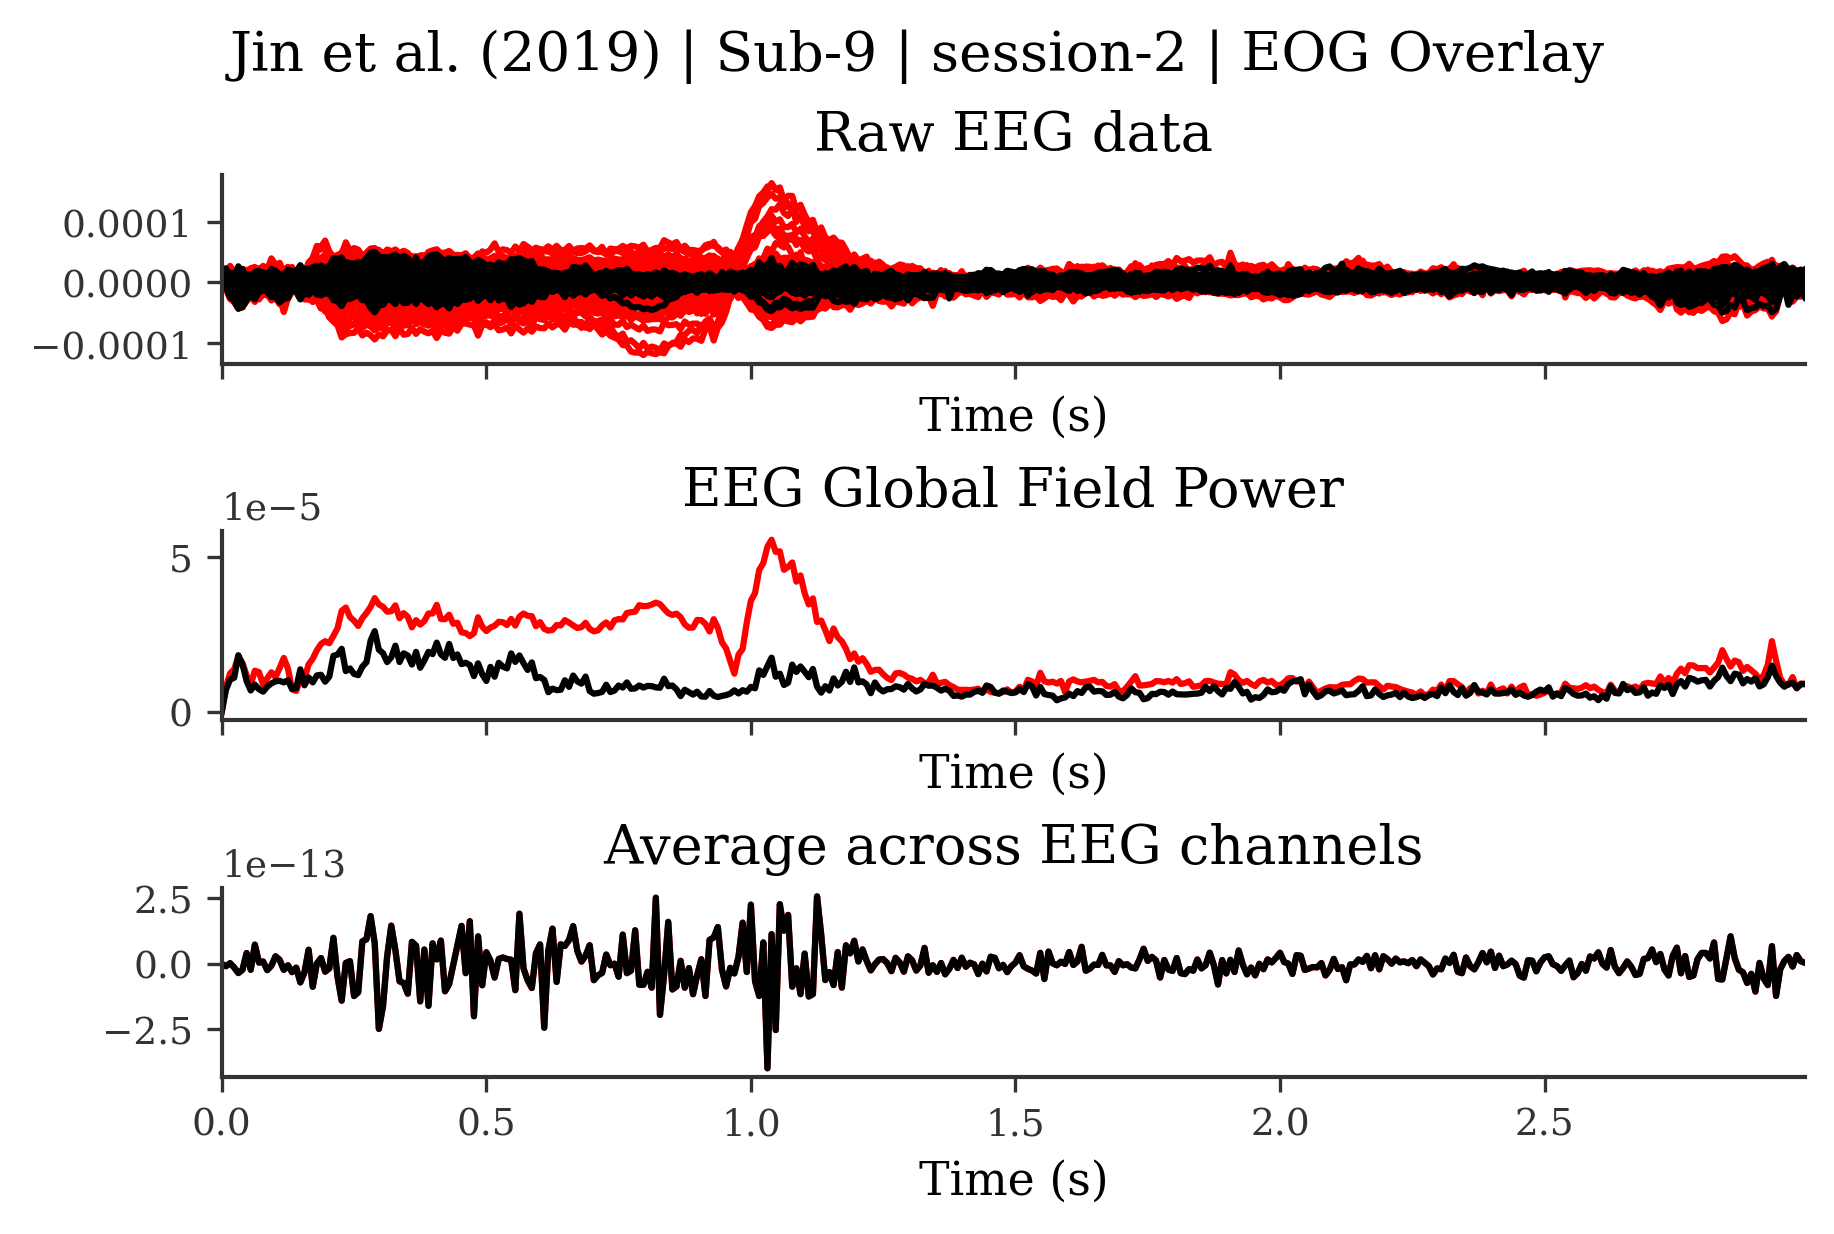 Jin et al. (2019) | Sub-9 | session-2 | EOG Overlay
Raw EEG data
0.0001
0.0000
−0.0001
Time (s)
EEG Global Field Power
1e−5
5
0
Time (s)
Average across EEG channels
1e−13
2.5
0.0
−2.5
0.0 0.5 1.0 1.5 2.0 2.5
Time (s)